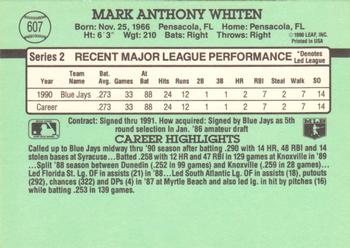 607
MARK ANTHONY WHITEN
Born: Nov. 25, 1966 Pensacola, FL Home: Pensacola, FL
Ht: 6' 3" Wgt: 210 Bats: Right Throws: Right
© 1990 LEAF, INC.
Printed in USA
Series 2 RECENT MAJOR LEAGUE PERFORMANCE *Denotes Led League
Bat. Avg. Games At Bats Hits Runs 2B 3B HR RBI Steal Walk SO
1990 Blue Jays .273 33 88 24 12 1 1 2 7 2 7 14
Career .273 33 88 24 12 1 1 2 7 2 7 14
Contract: Signed thru 1991. How acquired: Signed by Blue Jays as 5th
round selection in Jan. '86 amateur draft
CAREER HIGHLIGHTS
Called up to Blue Jays midway thru '90 season after batting .290 with 14 HR, 48 RBI and 14
stolen bases at Syracuse... Batted .258 with 12 HR and 47 RBI in 129 games at Knoxville in '89
... Split '88 season between Dunedin (.252 in 99 games) and Knoxville (.259 in 28 games)...
Led Florida St. Lg. OF in assists (21) in '88...Led South Atlantic Lg. OF in assists (18), putouts
(292), chances (322) and DPs (4) in '87 at Myrtle Beach and also led lg. in hit by pitches (16)
while batting .253 in 139 games.